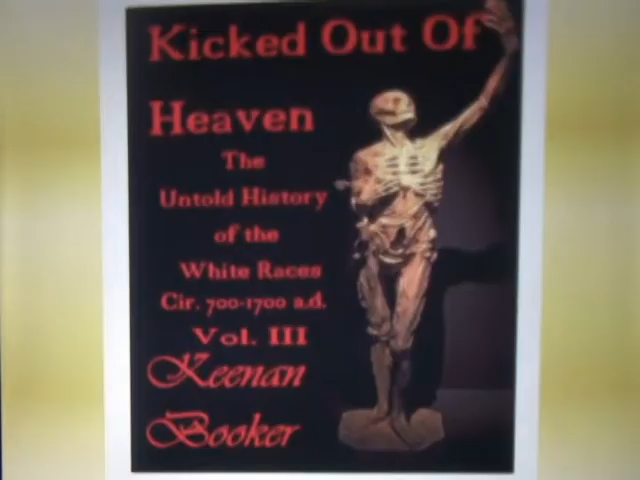 Kicked Out Of
Heaven
The
Untold History
of the
White Races
Cir. 700-1700 a.d.
Vol. III
Keenan
Booker